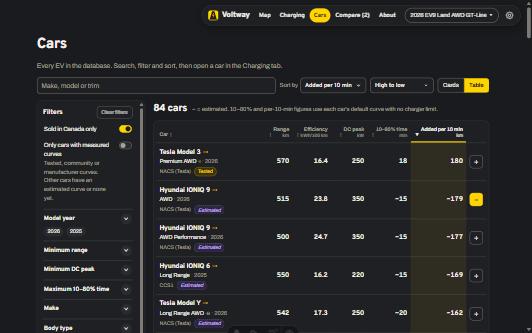 Voltway Map Charging Cars Compare (2) About 2026 EV9 Land AWD GT-Line
Cars
Every EV in the database. Search, filter and sort, then open a car in the Charging tab.
Make, model or trim
Sort by Added per 10 min High to low Cards Table
Filters Clear filters
Sold in Canada only
Only cars with measured
curves
Tested, community or
manufacturer curves.
Other cars have an
estimated curve or none
yet.
Model year
2026 2025
Minimum range
Minimum DC peak
Maximum 10–80% time
Make
Body type
84 cars ~ = estimated. 10–80% and per-10-min figures use each car's default curve with no charger limit.
Car Range km Efficiency kWh/100 km DC peak kW 10–80% time min Added per 10 min km
Tesla Model 3 →
Premium AWD · 2026
NACS (Tesla) Tested
570 16.4 250 18 180 +
Hyundai IONIQ 9 →
AWD · 2026
NACS (Tesla) Estimated
515 23.8 350 ~15 ~179
Hyundai IONIQ 9 →
AWD Performance · 2026
NACS (Tesla) Estimated
500 24.7 350 ~15 ~177 +
Hyundai IONIQ 6 →
Long Range · 2025
CCS1 Estimated
550 16.2 220 ~15 ~169 +
Tesla Model Y →
Long Range AWD · 2026
NACS (Tesla) Estimated
542 17.3 250 ~20 ~162 +